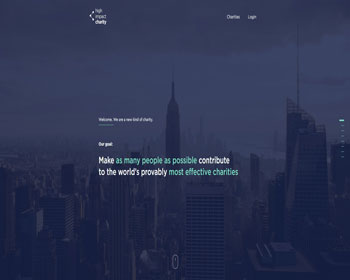 high
impact
charity
Charities Login
Welcome. We are a new kind of charity.
Our goal:
Make as many people as possible contribute
to the world's provably most effective charities